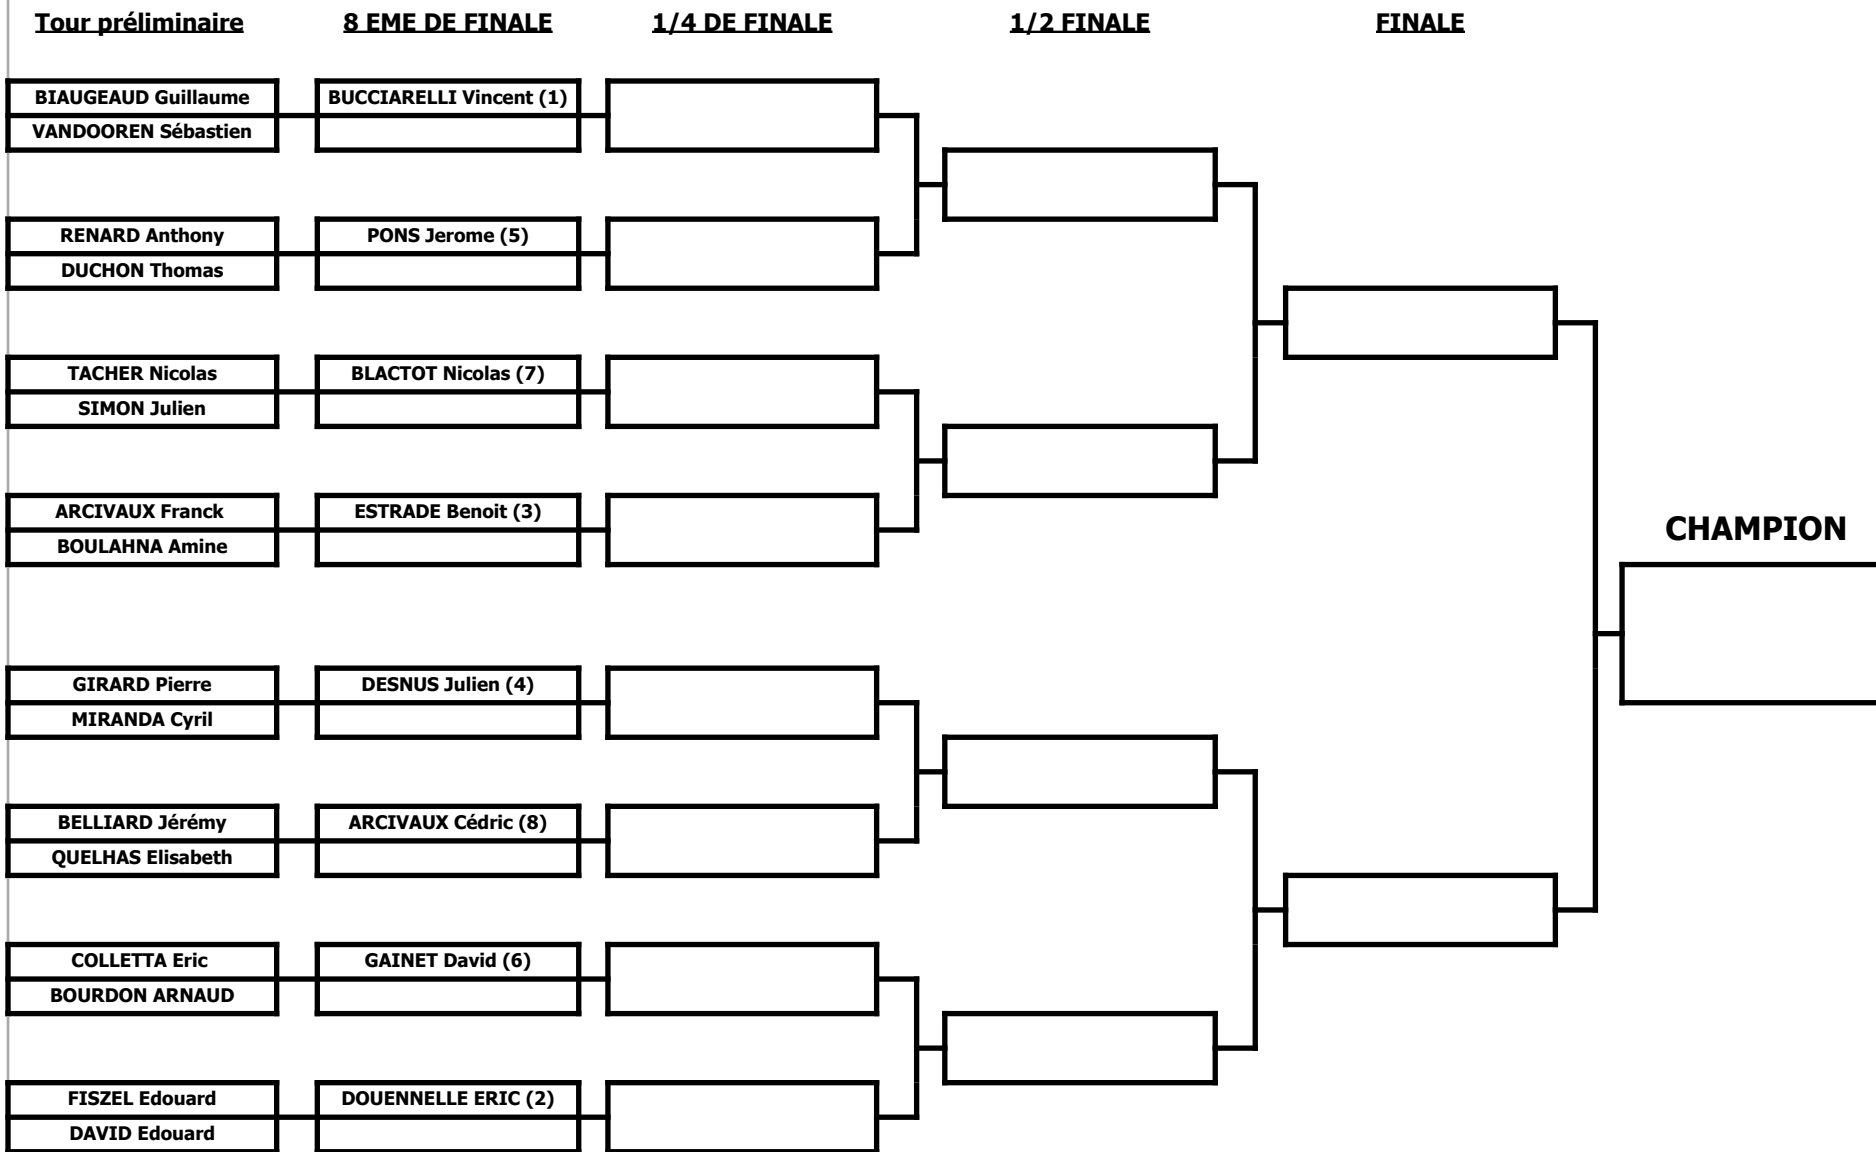 Tour préliminaire
8 EME DE FINALE
1/4 DE FINALE
1/2 FINALE
FINALE
BIAUGEAUD Guillaume
VANDOOREN Sébastien
BUCCIARELLI Vincent (1)
RENARD Anthony
DUCHON Thomas
PONS Jerome (5)
TACHER Nicolas
SIMON Julien
BLACTOT Nicolas (7)
ARCIVAUX Franck
BOULAHNA Amine
ESTRADE Benoit (3)
CHAMPION
GIRARD Pierre
MIRANDA Cyril
DESNUS Julien (4)
BELLIARD Jérémy
QUELHAS Elisabeth
ARCIVAUX Cédric (8)
COLLETTA Eric
BOURDON ARNAUD
GAINET David (6)
FISZEL Edouard
DAVID Edouard
DOUENNELLE ERIC (2)